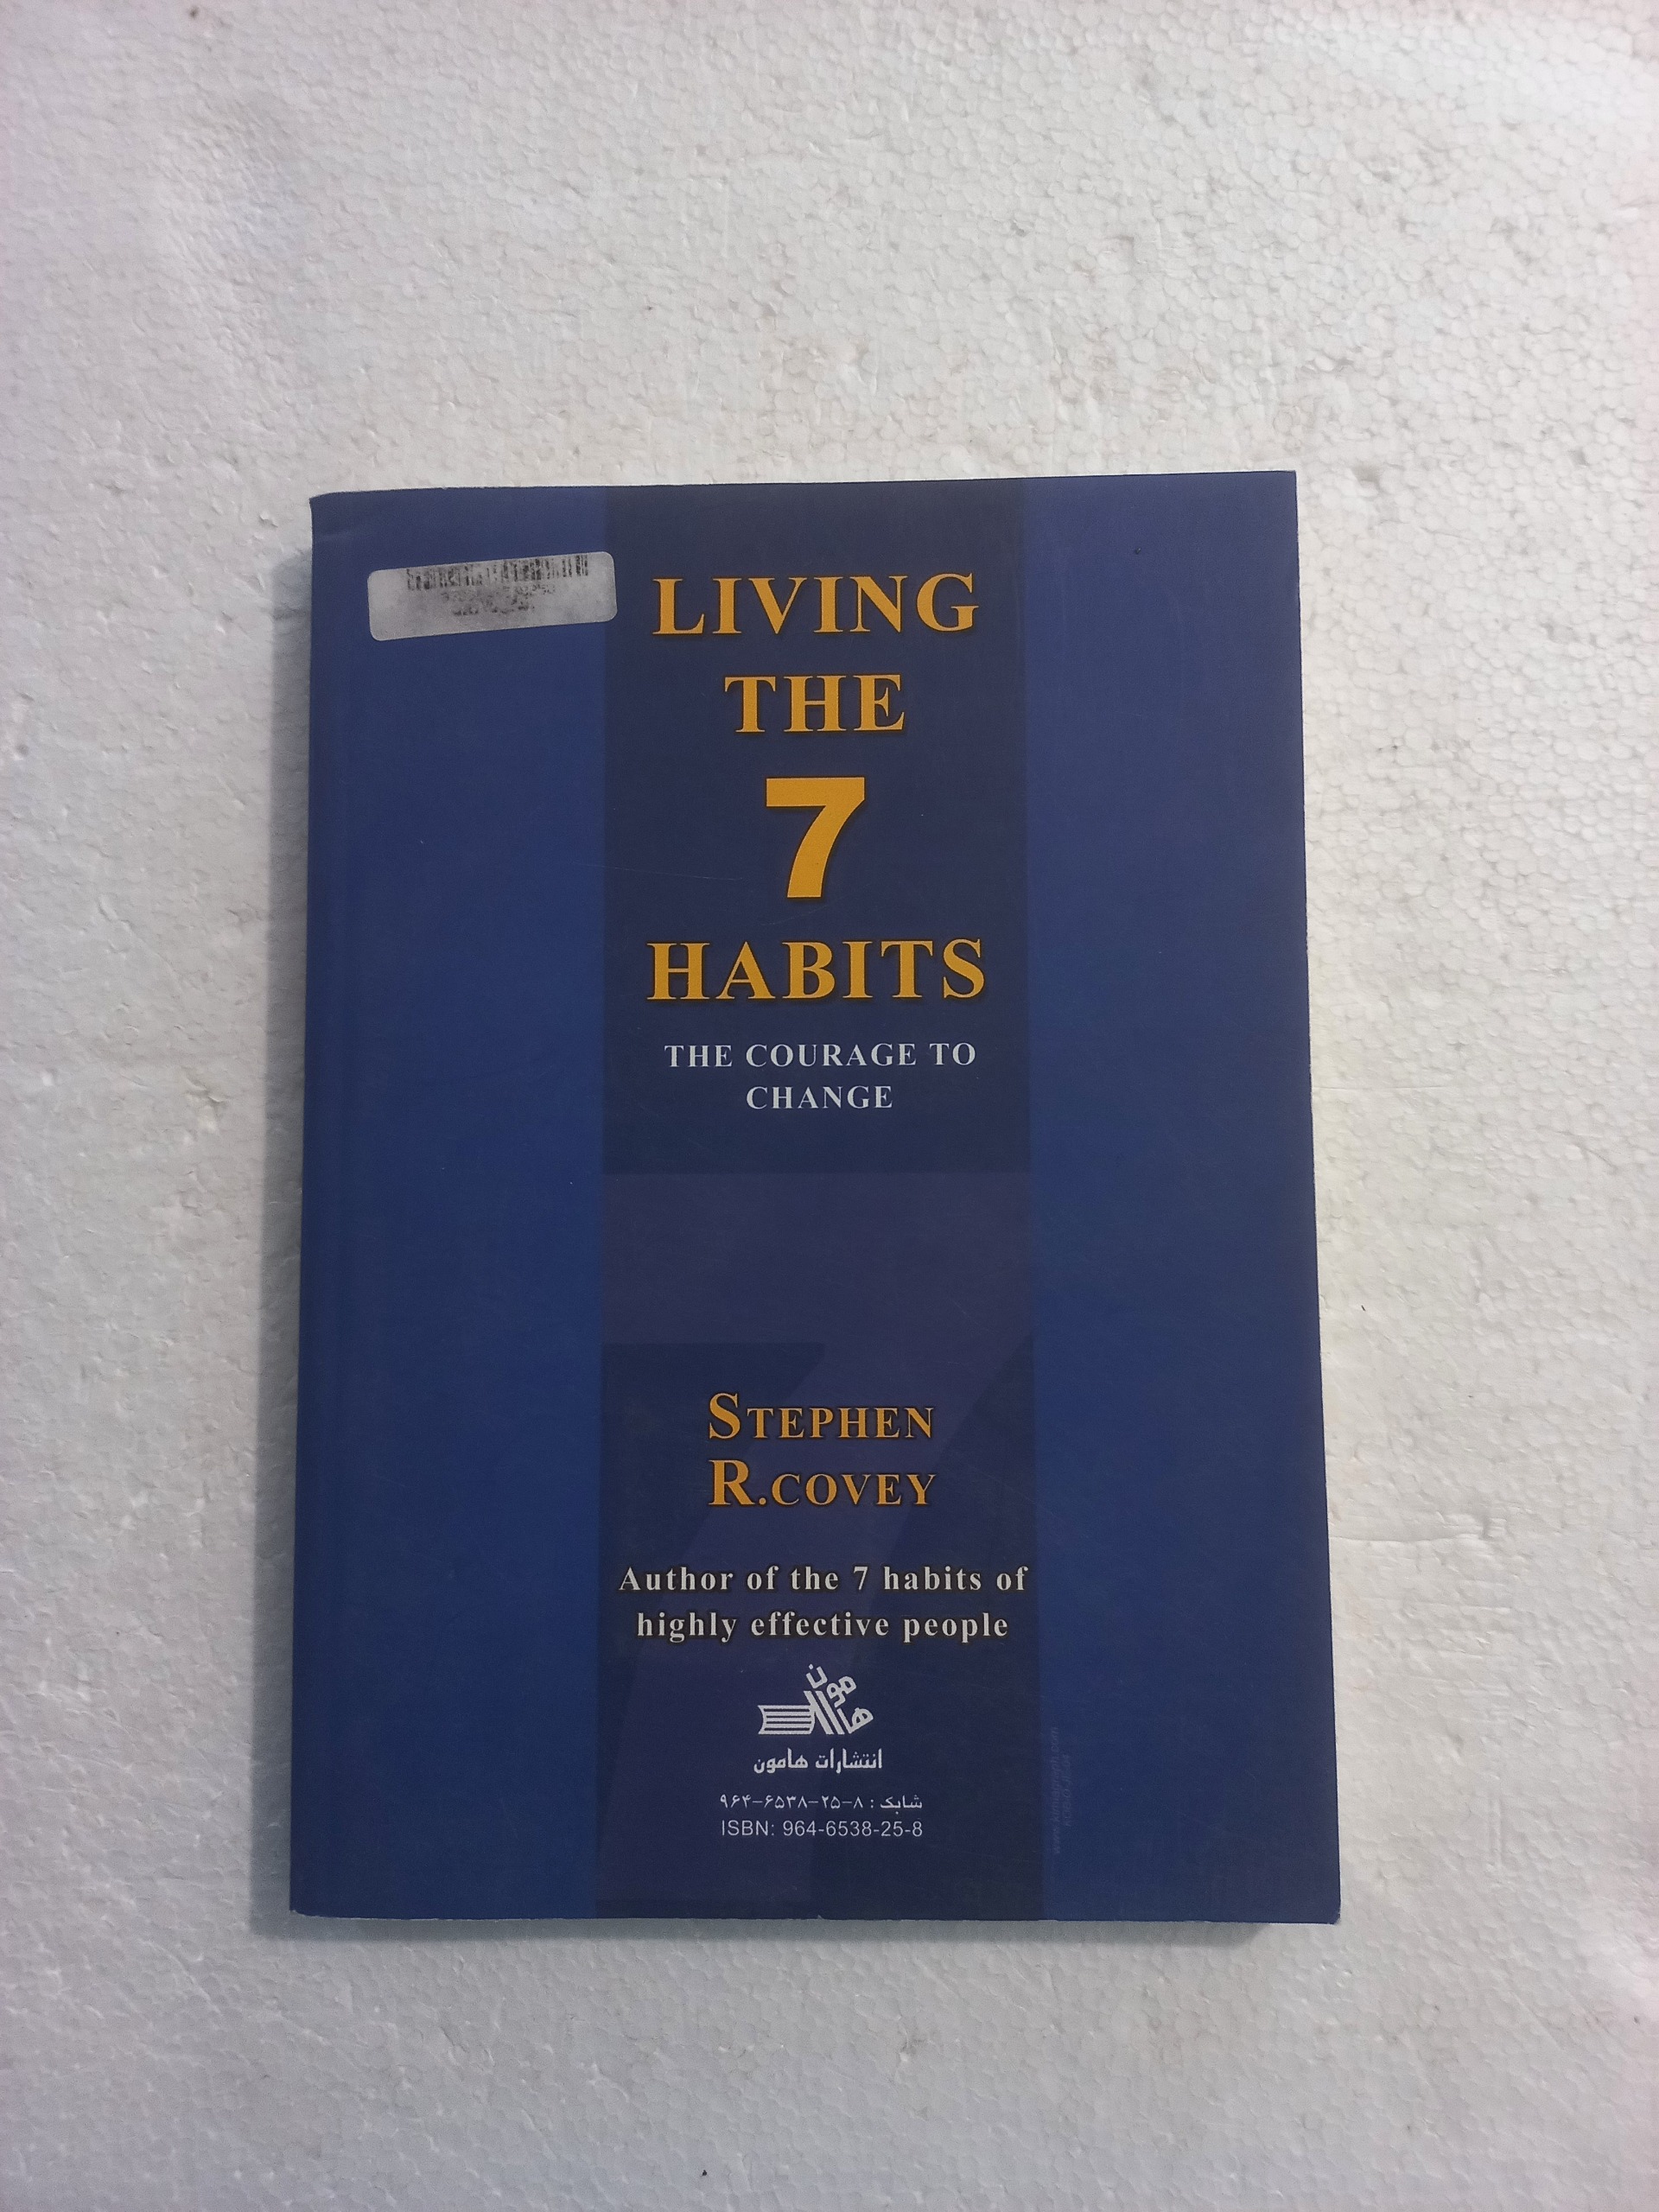 LIVING
THE
7
HABITS
THE COURAGE TO
CHANGE
STEPHEN
R.COVEY
Author of the 7 habits of
highly effective people
هامون
انتشارات هامون
شابک : ۸-۲۵-۶۵۳۸-۹۶۴
ISBN: 964-6538-25-8